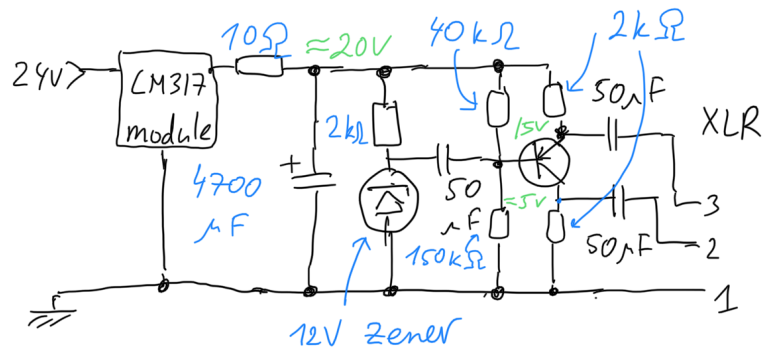 10Ω
≈20V
40kΩ
2kΩ
24V
LM317
module
50μF
XLR
2kΩ
15V
4700
μF
+
50
μF
≈5V
3
150kΩ
50μF
2
1
12V Zener